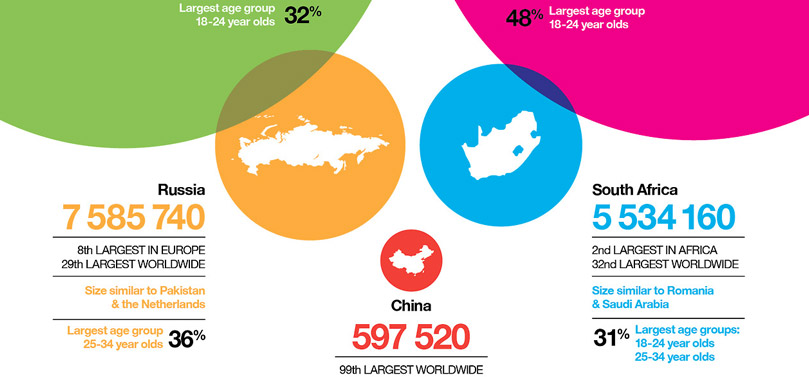 Largest age group
18-24 year olds
32%
48%
Largest age group
18-24 year olds
Russia
7 585 740
8th LARGEST IN EUROPE
29th LARGEST WORLDWIDE
Size similar to Pakistan
& the Netherlands
Largest age group
25-34 year olds
36%
China
597 520
99th LARGEST WORLDWIDE
South Africa
5 534 160
2nd LARGEST IN AFRICA
32nd LARGEST WORLDWIDE
Size similar to Romania
& Saudi Arabia
31%
Largest age groups:
18-24 year olds
25-34 year olds